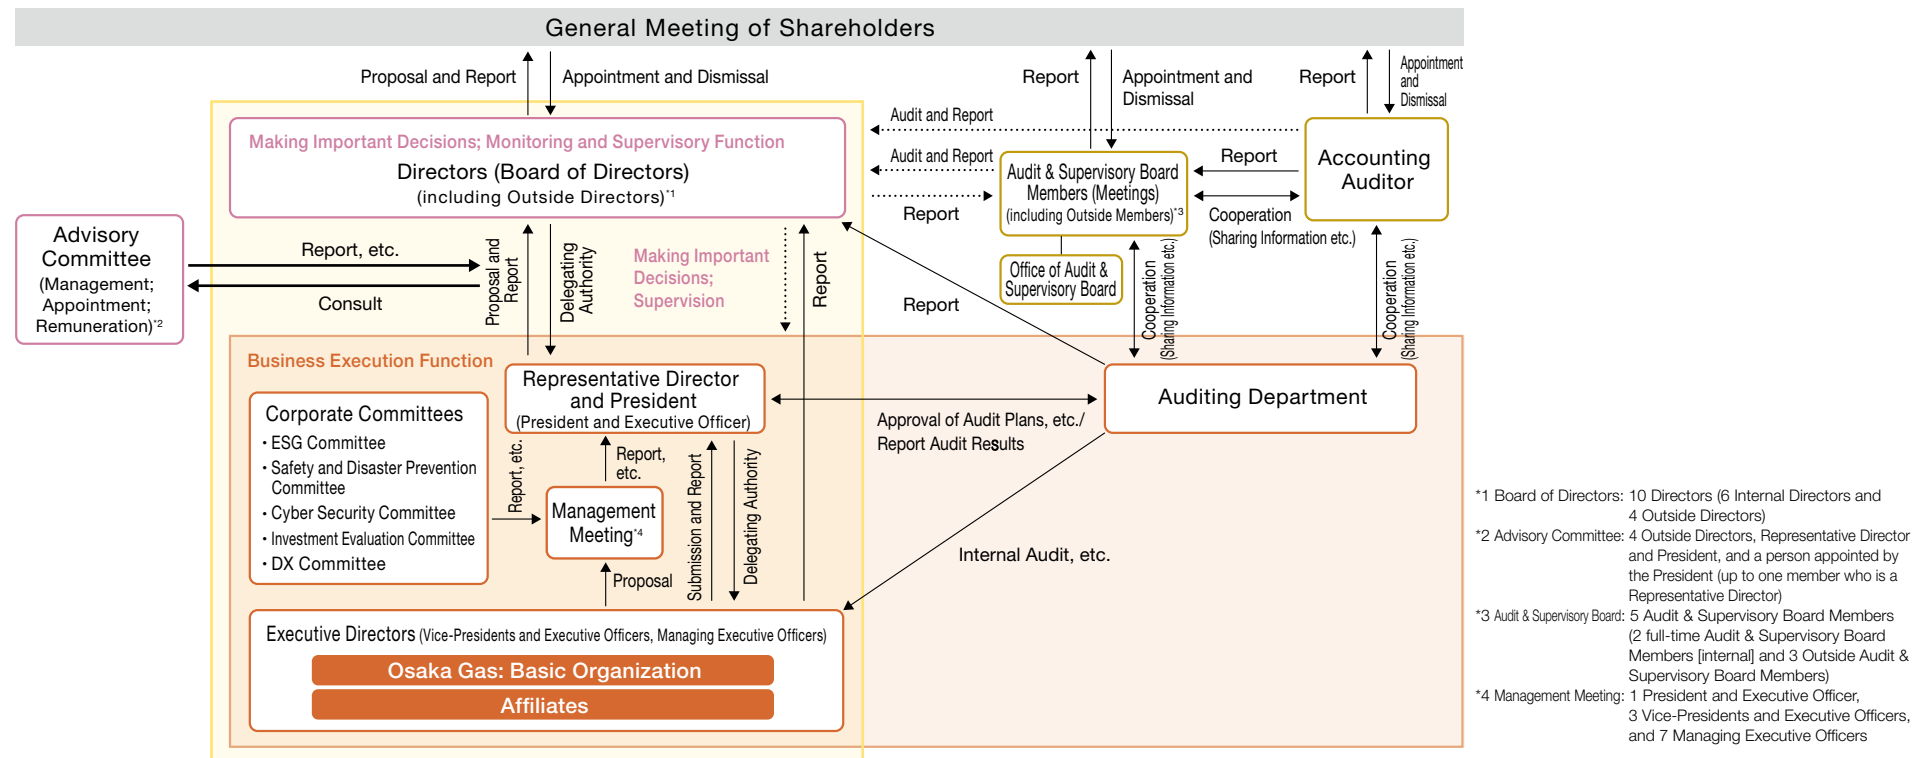 General Meeting of Shareholders
Proposal and Report
Appointment and Dismissal
Report
Appointment and
Dismissal
Report
Appointment
and
Dismissal
Making Important Decisions; Monitoring and Supervisory Function
Directors (Board of Directors)
(including Outside Directors)*1
Audit and Report
Audit and Report
Report
Audit & Supervisory Board
Members (Meetings)
(including Outside Members)*3
Report
Accounting
Auditor
Cooperation
(Sharing Information etc.)
Office of Audit &
Supervisory Board
Advisory
Committee
(Management;
Appointment;
Remuneration)*2
Report, etc.
Consult
Proposal and
Report
Delegating
Authority
Making Important
Decisions;
Supervision
Report
Report
Cooperation
(Sharing Information etc.)
Cooperation
(Sharing Information etc.)
Business Execution Function
Representative Director
and President
(President and Executive Officer)
Approval of Audit Plans, etc./
Report Audit Results
Auditing Department
Corporate Committees
・ESG Committee
・Safety and Disaster Prevention
Committee
・Cyber Security Committee
・Investment Evaluation Committee
・DX Committee
Report, etc.
Report,
etc.
Management
Meeting*4
Proposal
Submission and Report
Delegating Authority
Internal Audit, etc.
Executive Directors (Vice-Presidents and Executive Officers, Managing Executive Officers)
Osaka Gas: Basic Organization
Affiliates
*1 Board of Directors: 10 Directors (6 Internal Directors and
4 Outside Directors)
*2 Advisory Committee: 4 Outside Directors, Representative Director
and President, and a person appointed by
the President (up to one member who is a
Representative Director)
*3 Audit & Supervisory Board: 5 Audit & Supervisory Board Members
(2 full-time Audit & Supervisory Board
Members [internal] and 3 Outside Audit &
Supervisory Board Members)
*4 Management Meeting: 1 President and Executive Officer,
3 Vice-Presidents and Executive Officers,
and 7 Managing Executive Officers